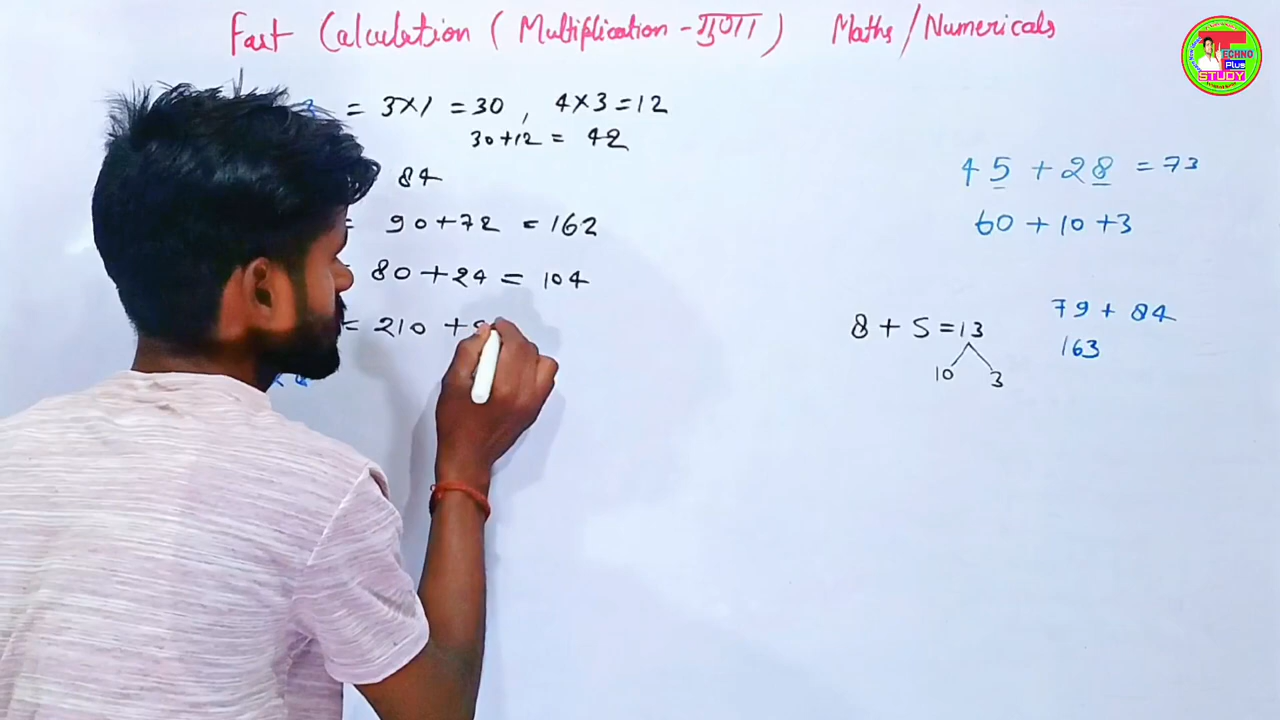 Fast Calculation ( Multiplication - गुणा ) Maths / Numericals
= 3×1 = 30 , 4×3 = 12
30+12 = 42
84
= 90+72 = 162
80 + 24 = 104
= 210 +
45 + 28 = 73
60 + 10 + 3
8 + 5 = 13
10 3
79 + 84
163
TECHNO
Plus
STUDY